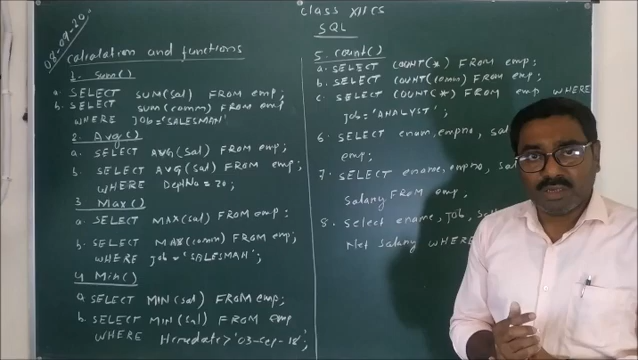 08-09-20
Class XII CS
SQL
Calculation and functions
1. Sum()
a. SELECT SUM(Sal) FROM emp;
b. SELECT SUM(comm) FROM emp
WHERE job='SALESMAN'
2. Avg()
a. SELECT AVG(Sal) FROM emp;
b. SELECT AVG(Sal) FROM emp;
WHERE DeptNo = 20;
3 Max()
a. SELECT MAX(sal) FROM emp;
b. SELECT MAX(comm) FROM emp;
WHERE job='SALESMAN';
4 Min()
a SELECT MIN(Sal) FROM emp;
b. SELECT MIN(Sal) FROM emp
WHERE Hiredate > '03-Sep-18';
5. Count()
a. SELECT COUNT(*) FROM emp;
b. SELECT COUNT(comm) FROM emp;
c. SELECT COUNT(*) FROM emp WHERE
job='ANALYST';
6. SELECT enam, empno,
emp;
7. SELECT ename, empno,
Salary FROM emp;
8. Select ename, job,
Net Salary WHERE